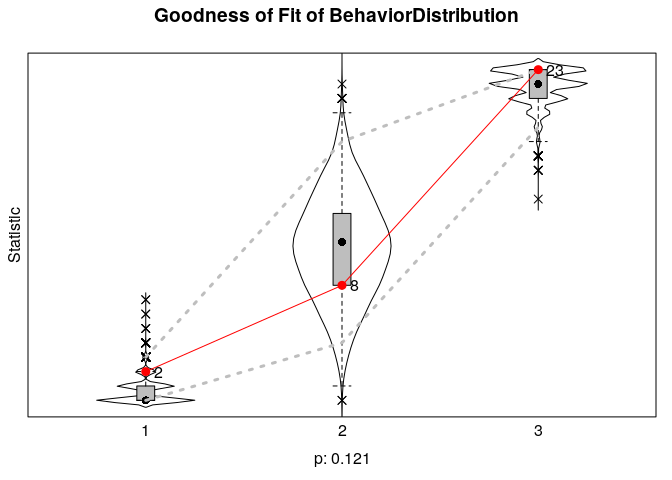 Goodness of Fit of BehaviorDistribution
Statistic
23
8
2
1 2 3
p: 0.121